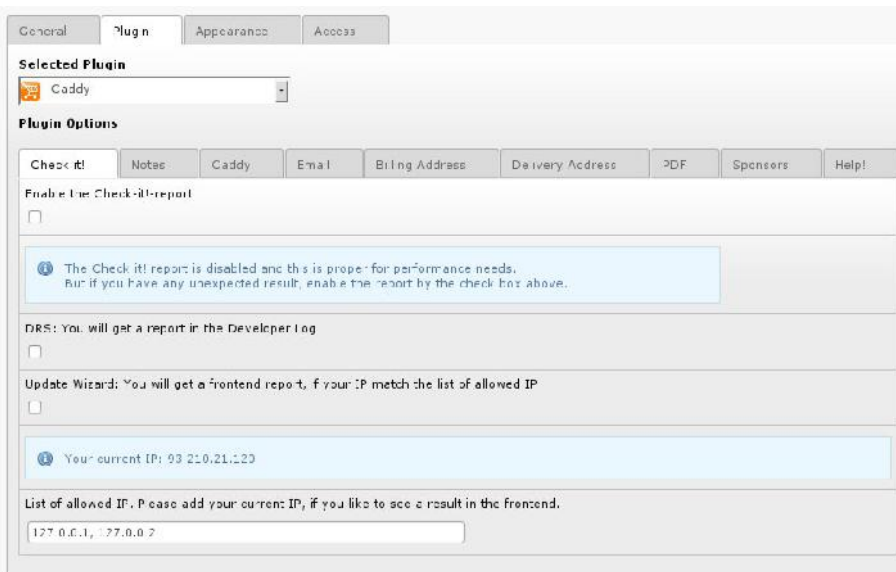 General Plugin Appearance Access
Selected Plugin
Caddy
Plugin Options
Check it! Notes Caddy Email Billing Address Delivery Address PDF Sponsors Help!
Enable the Check-it!-report
The Check it! report is disabled and this is proper for performance needs.
But if you have any unexpected result, enable the report by the check box above.
DRS: You will get a report in the Developer Log
Update Wizard: You will get a frontend report, if your IP match the list of allowed IP
Your current IP: 93.210.21.120
List of allowed IP. Please add your current IP, if you like to see a result in the frontend.
127.0.0.1, 127.0.0.2